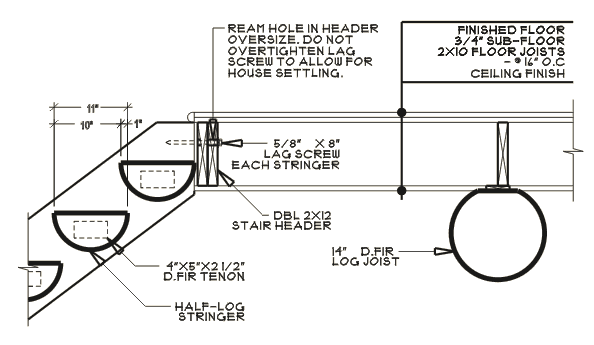 REAM HOLE IN HEADER
OVERSIZE. DO NOT
OVERTIGHTEN LAG
SCREW TO ALLOW FOR
HOUSE SETTLING.
FINISHED FLOOR
3/4" SUB-FLOOR
2X10 FLOOR JOISTS
- @ 16" O.C
CEILING FINISH
11"
10"
1"
5/8" X 8"
LAG SCREW
EACH STRINGER
DBL 2X12
STAIR HEADER
14" D.FIR
LOG JOIST
4"X5"X2 1/2"
D.FIR TENON
HALF-LOG
STRINGER